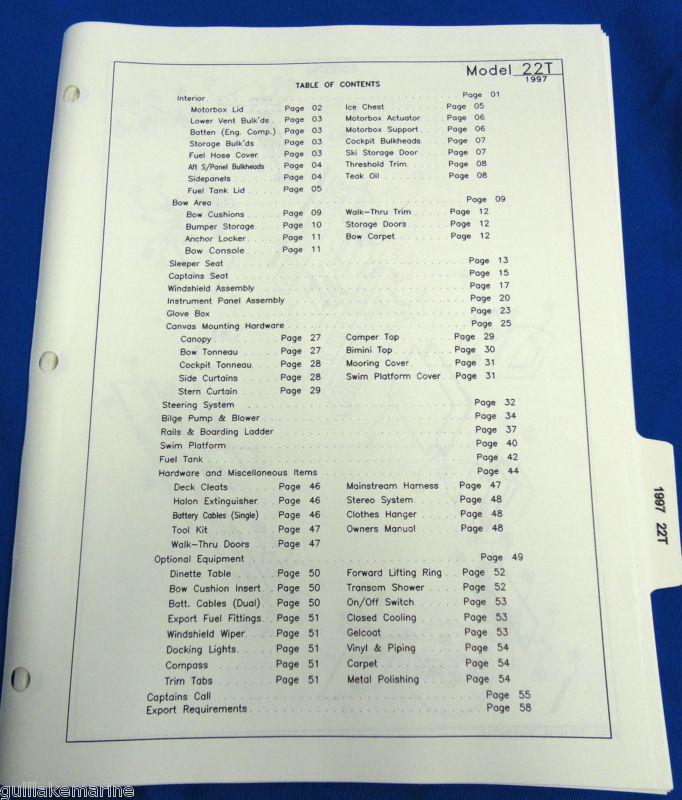 Model 22T
1997
TABLE OF CONTENTS
Interior Page 01
Motorbox Lid Page 02 Ice Chest Page 05
Lower Vent Bulk'ds Page 03 Motorbox Actuator Page 06
Batten (Eng. Comp.) Page 03 Motorbox Support Page 06
Storage Bulk'ds Page 03 Cockpit Bulkheads Page 07
Fuel Hose Cover Page 03 Ski Storage Door Page 07
Aft S/Panel Bulkheads Page 04 Threshold Trim Page 08
Sidepanels Page 04 Teak Oil Page 08
Fuel Tank Lid Page 05
Bow Area Page 09
Bow Cushions Page 09 Walk-Thru Trim Page 12
Bumper Storage Page 10 Storage Doors Page 12
Anchor Locker Page 11 Bow Carpet Page 12
Bow Console Page 11
Sleeper Seat Page 13
Captains Seat Page 15
Windshield Assembly Page 17
Instrument Panel Assembly Page 20
Glove Box Page 23
Canvas Mounting Hardware Page 25
Canopy Page 27 Camper Top Page 29
Bow Tonneau Page 27 Bimini Top Page 30
Cockpit Tonneau Page 28 Mooring Cover Page 31
Side Curtains Page 28 Swim Platform Cover Page 31
Stern Curtain Page 29
Steering System Page 32
Bilge Pump & Blower Page 34
Rails & Boarding Ladder Page 37
Swim Platform Page 40
Fuel Tank Page 42
Hardware and Miscellaneous Items Page 44
Deck Cleats Page 46 Mainstream Harness Page 47
Halon Extinguisher Page 46 Stereo System Page 48
Battery Cables (Single) Page 46 Clothes Hanger Page 48
Tool Kit Page 47 Owners Manual Page 48
Walk-Thru Doors Page 47
Optional Equipment Page 49
Dinette Table Page 50 Forward Lifting Ring Page 52
Bow Cushion Insert Page 50 Transom Shower Page 52
Batt. Cables (Dual) Page 50 On/Off Switch Page 53
Export Fuel Fittings Page 51 Closed Cooling Page 53
Windshield Wiper Page 51 Gelcoat Page 53
Docking Lights Page 51 Vinyl & Piping Page 54
Compass Page 51 Carpet Page 54
Trim Tabs Page 51 Metal Polishing Page 54
Captains Call Page 55
Export Requirements Page 58
1997 22T
gulllakemarine